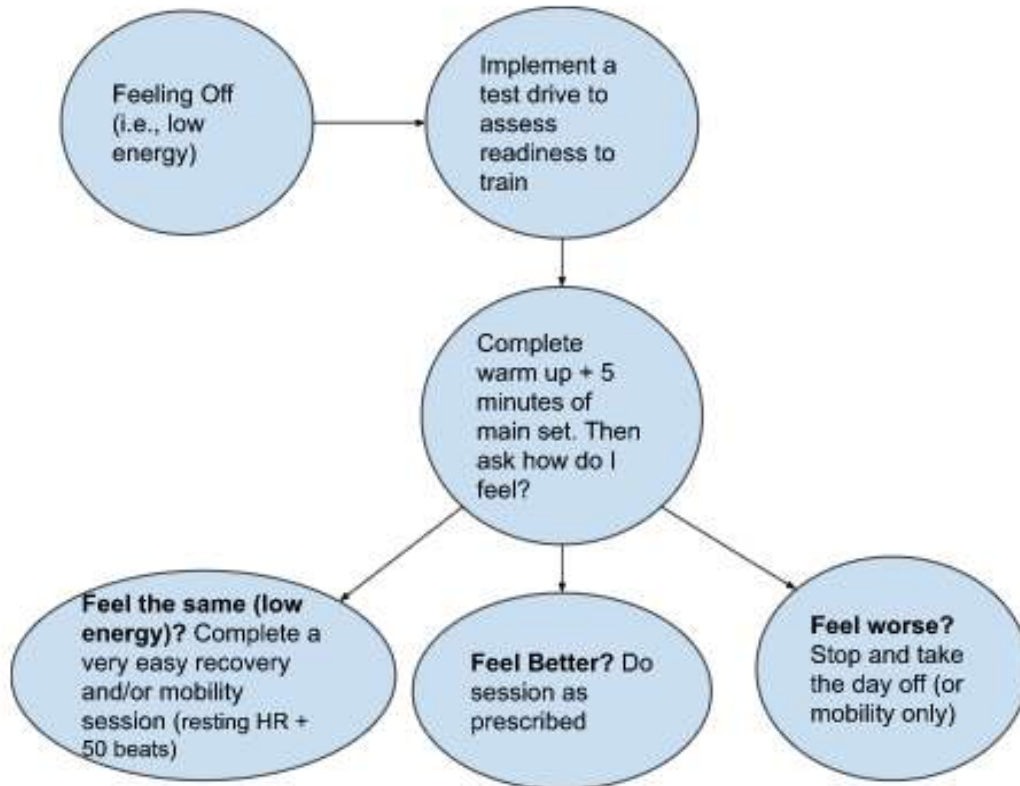 Feeling Off
(i.e., low
energy)
Implement a
test drive to
assess
readiness to
train
Complete
warm up + 5
minutes of
main set. Then
ask how do I
feel?
Feel the same (low
energy)? Complete a
very easy recovery
and/or mobility
session (resting HR +
50 beats)
Feel Better? Do
session as
prescribed
Feel worse?
Stop and take
the day off (or
mobility only)